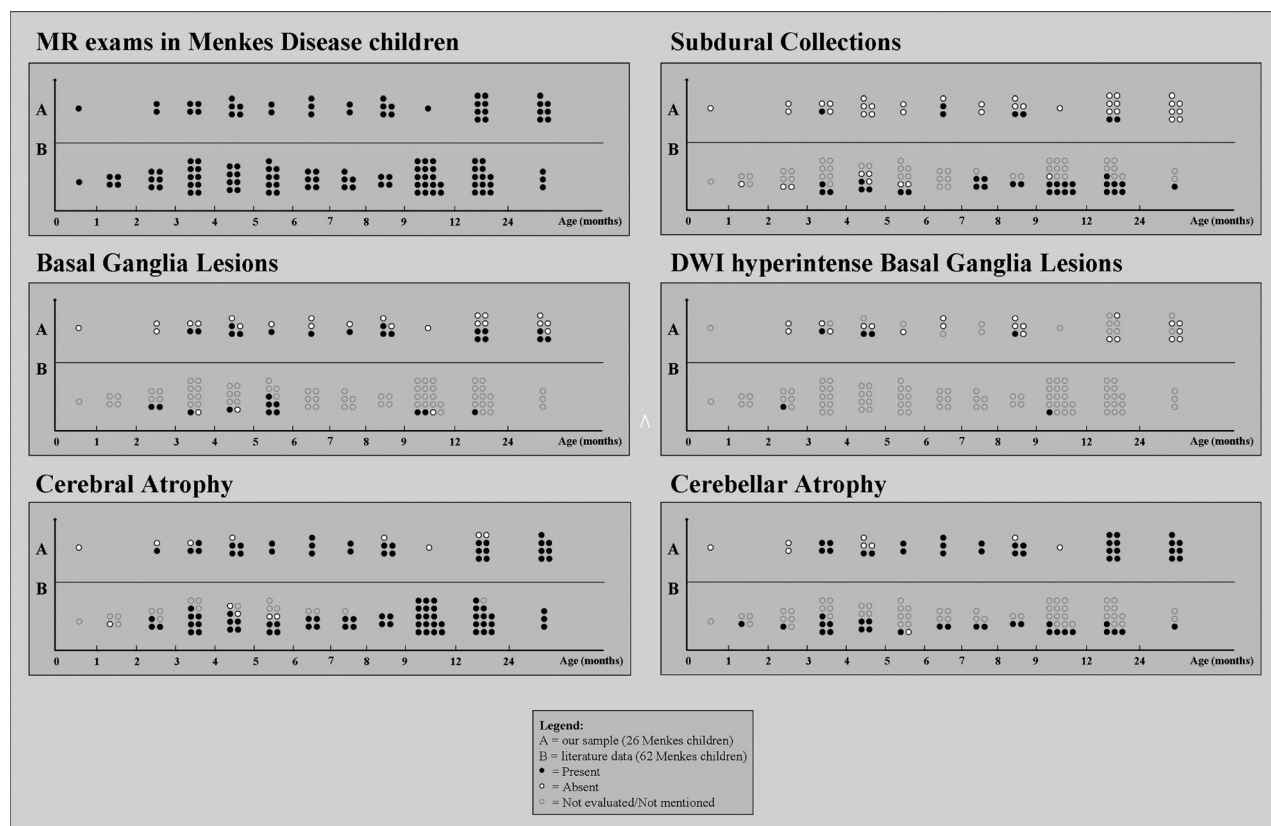 MR exams in Menkes Disease children
A
B
0 1 2 3 4 5 6 7 8 9 12 24 Age (months)
Subdural Collections
A
B
0 1 2 3 4 5 6 7 8 9 12 24 Age (months)
Basal Ganglia Lesions
A
B
0 1 2 3 4 5 6 7 8 9 12 24 Age (months)
DWI hyperintense Basal Ganglia Lesions
A
B
0 1 2 3 4 5 6 7 8 9 12 24 Age (months)
Cerebral Atrophy
A
B
0 1 2 3 4 5 6 7 8 9 12 24 Age (months)
Cerebellar Atrophy
A
B
0 1 2 3 4 5 6 7 8 9 12 24 Age (months)
Legend:
A = our sample (26 Menkes children)
B = literature data (62 Menkes children)
= Present
= Absent
= Not evaluated/Not mentioned